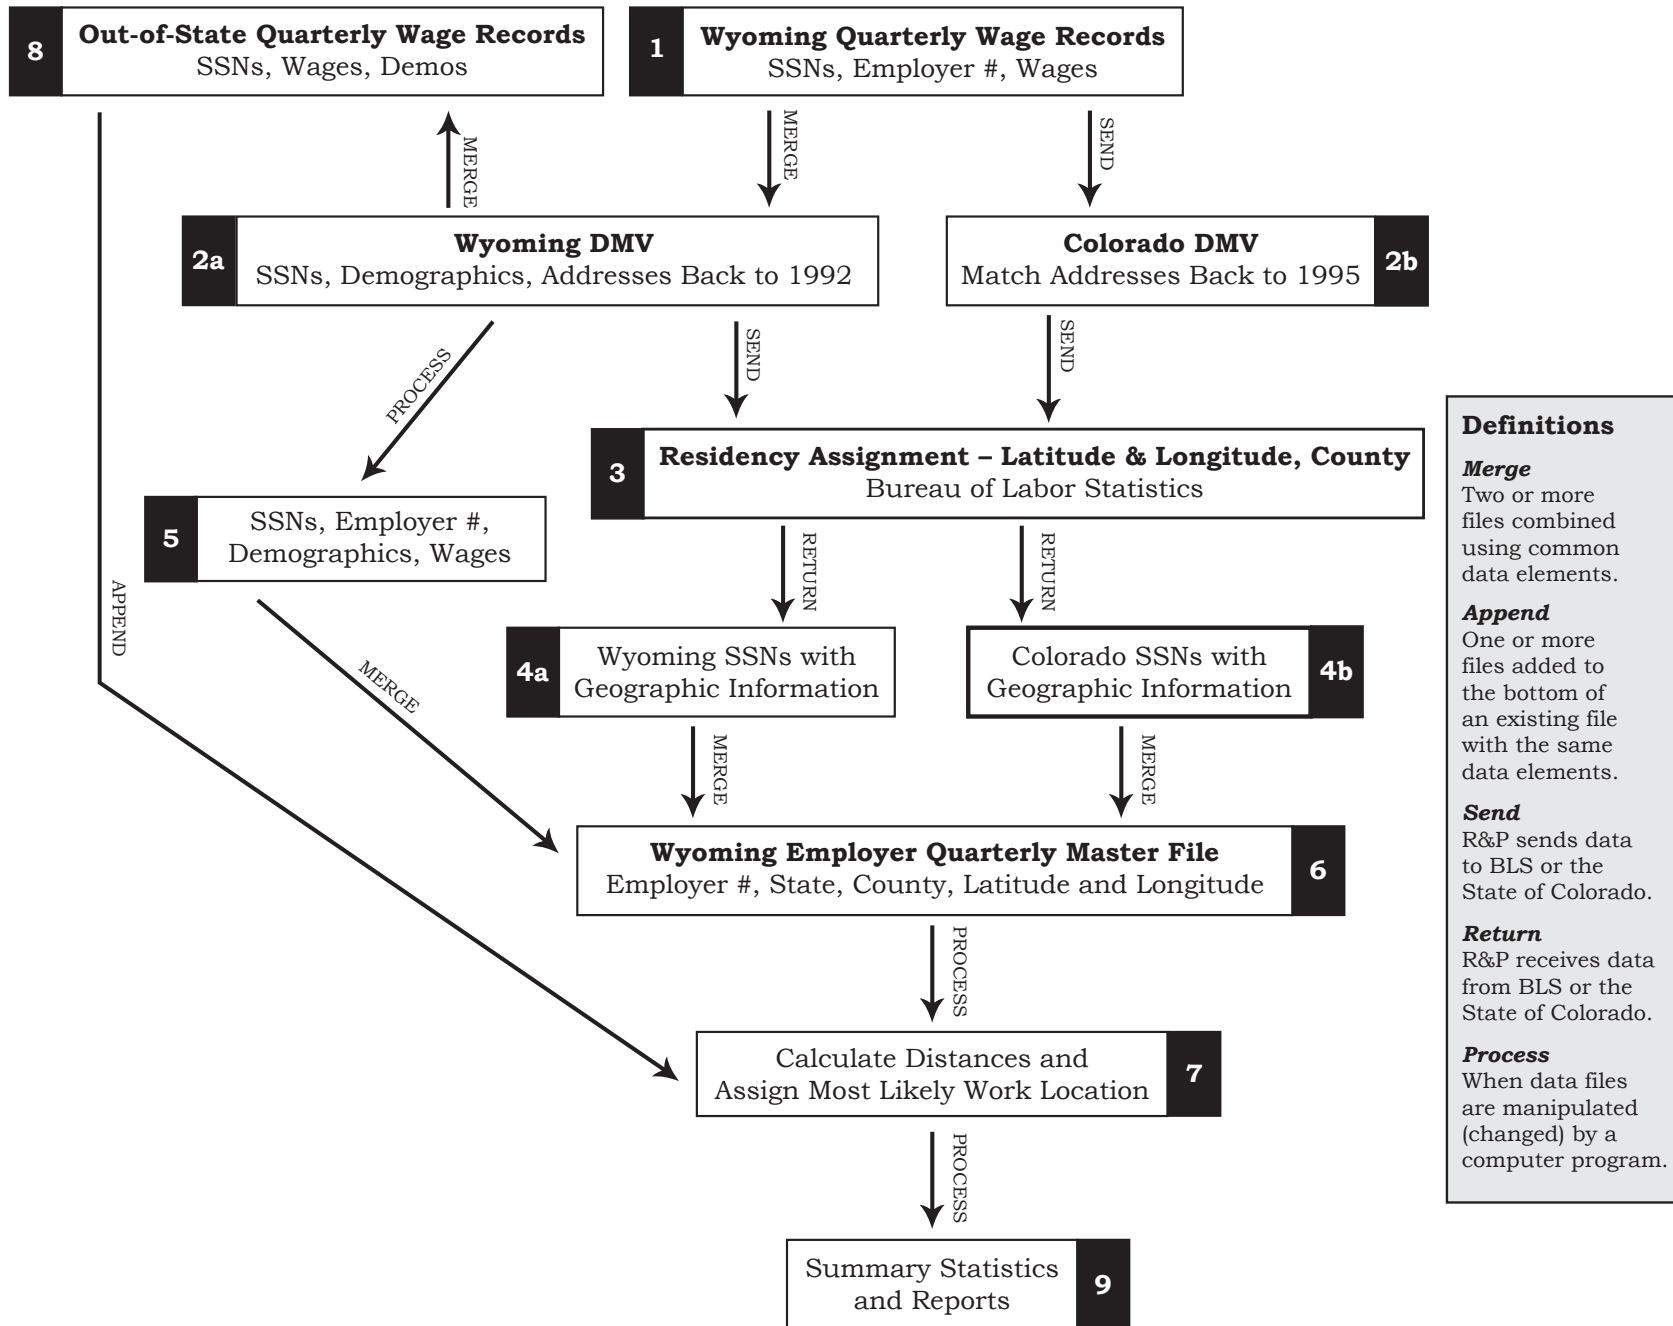 8
Out-of-State Quarterly Wage Records
SSNs, Wages, Demos
1
Wyoming Quarterly Wage Records
SSNs, Employer #, Wages
MERGE
MERGE
SEND
2a
Wyoming DMV
SSNs, Demographics, Addresses Back to 1992
Colorado DMV
Match Addresses Back to 1995
2b
PROCESS
SEND
SEND
3
Residency Assignment – Latitude & Longitude, County
Bureau of Labor Statistics
5
SSNs, Employer #,
Demographics, Wages
RETURN
RETURN
APPEND
4a
Wyoming SSNs with
Geographic Information
Colorado SSNs with
Geographic Information
4b
MERGE
MERGE
MERGE
Wyoming Employer Quarterly Master File
Employer #, State, County, Latitude and Longitude
6
PROCESS
Calculate Distances and
Assign Most Likely Work Location
7
PROCESS
Summary Statistics
and Reports
9
Definitions
Merge
Two or more
files combined
using common
data elements.
Append
One or more
files added to
the bottom of
an existing file
with the same
data elements.
Send
R&P sends data
to BLS or the
State of Colorado.
Return
R&P receives data
from BLS or the
State of Colorado.
Process
When data files
are manipulated
(changed) by a
computer program.